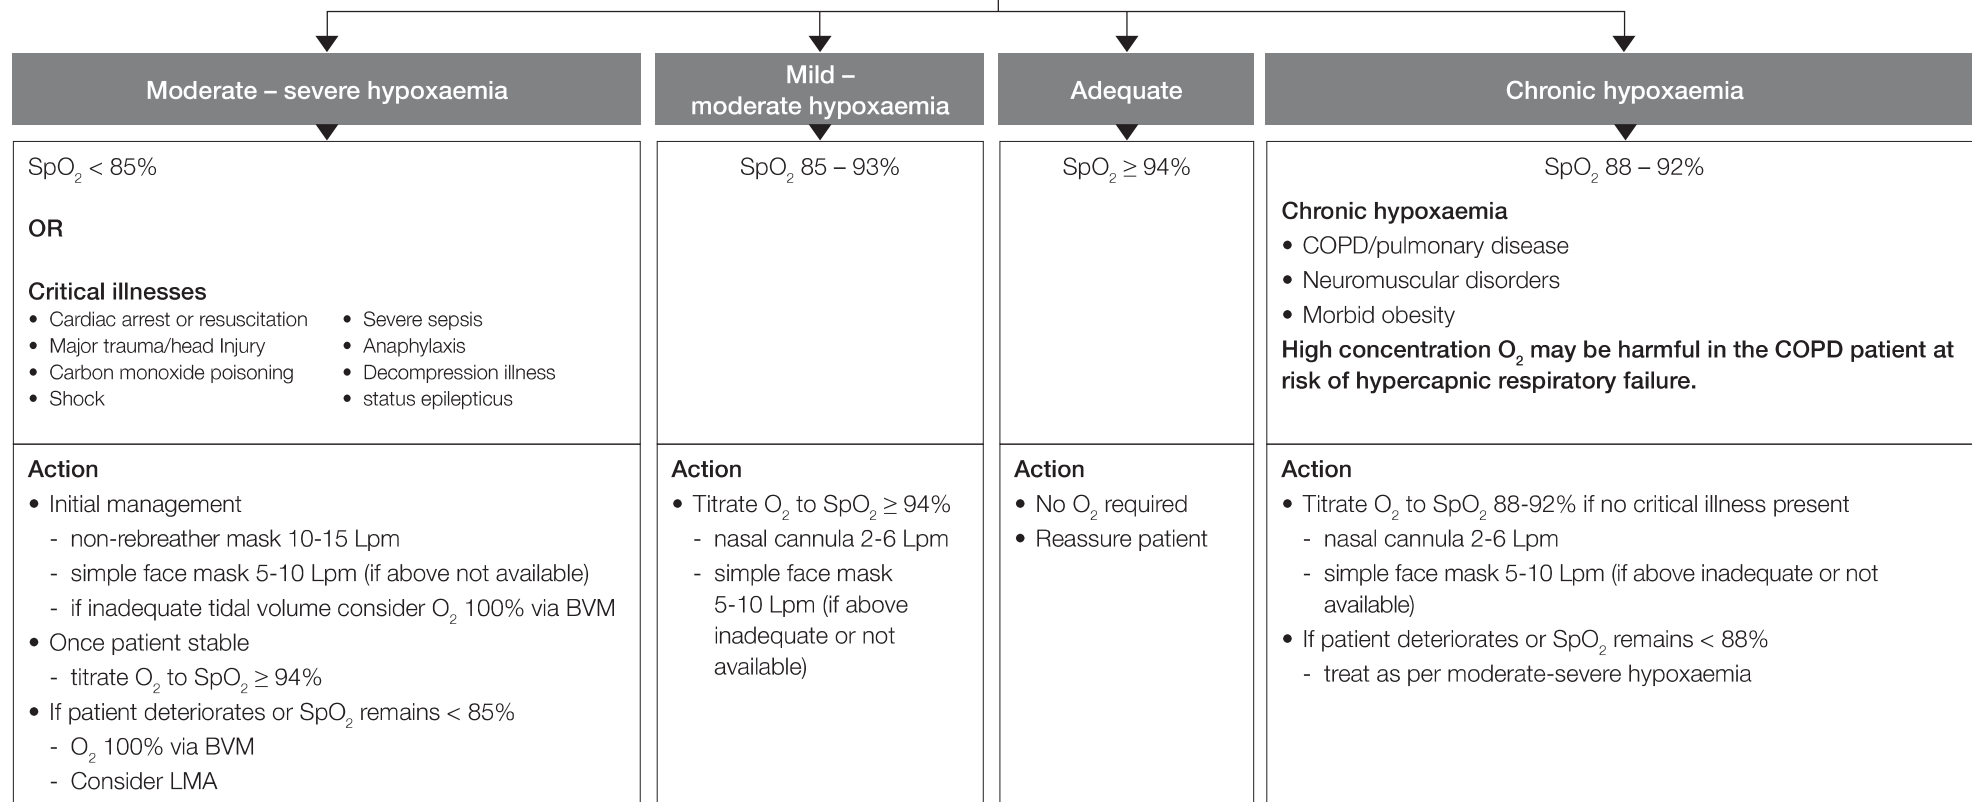 Moderate – severe hypoxaemia
SpO₂ < 85%
OR
Critical illnesses
• Cardiac arrest or resuscitation
• Major trauma/head Injury
• Carbon monoxide poisoning
• Shock
• Severe sepsis
• Anaphylaxis
• Decompression illness
• status epilepticus
Action
• Initial management
- non-rebreather mask 10-15 Lpm
- simple face mask 5-10 Lpm (if above not available)
- if inadequate tidal volume consider O₂ 100% via BVM
• Once patient stable
- titrate O₂ to SpO₂ ≥ 94%
• If patient deteriorates or SpO₂ remains < 85%
- O₂ 100% via BVM
- Consider LMA
Mild –
moderate hypoxaemia
SpO₂ 85 – 93%
Action
• Titrate O₂ to SpO₂ ≥ 94%
- nasal cannula 2-6 Lpm
- simple face mask
5-10 Lpm (if above
inadequate or not
available)
Adequate
SpO₂ ≥ 94%
Action
• No O₂ required
• Reassure patient
Chronic hypoxaemia
SpO₂ 88 – 92%
Chronic hypoxaemia
• COPD/pulmonary disease
• Neuromuscular disorders
• Morbid obesity
High concentration O₂ may be harmful in the COPD patient at
risk of hypercapnic respiratory failure.
Action
• Titrate O₂ to SpO₂ 88-92% if no critical illness present
- nasal cannula 2-6 Lpm
- simple face mask 5-10 Lpm (if above inadequate or not
available)
• If patient deteriorates or SpO₂ remains < 88%
- treat as per moderate-severe hypoxaemia